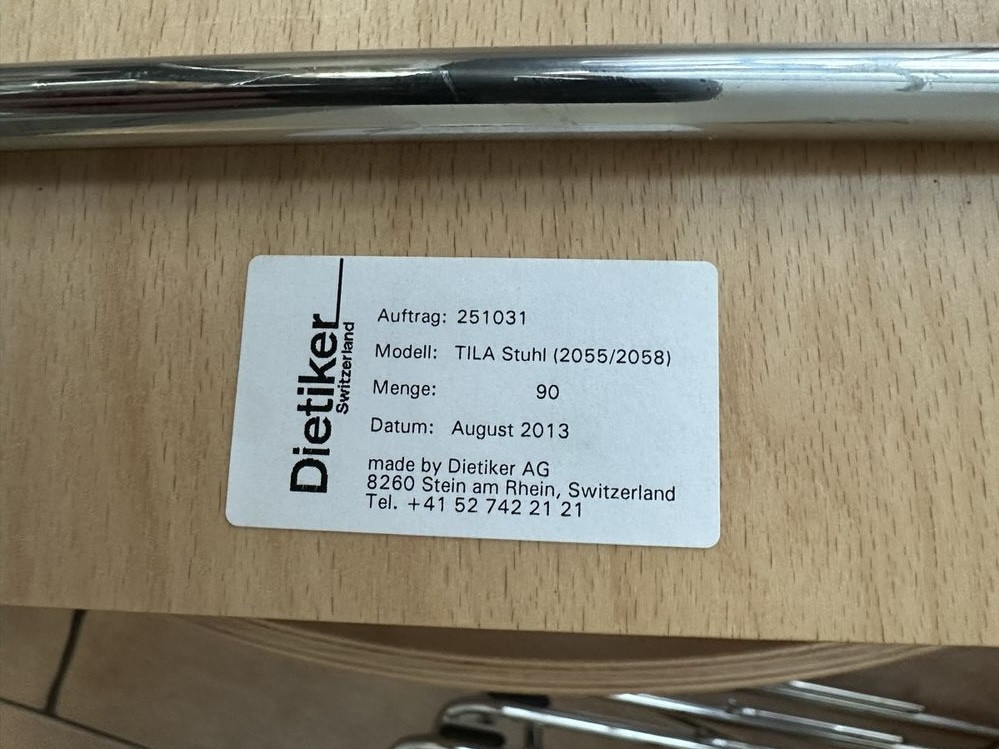 Dietiker
Switzerland
Auftrag: 251031
Modell: TILA Stuhl (2055/2058)
Menge: 90
Datum: August 2013
made by Dietiker AG
8260 Stein am Rhein, Switzerland
Tel. +41 52 742 21 21